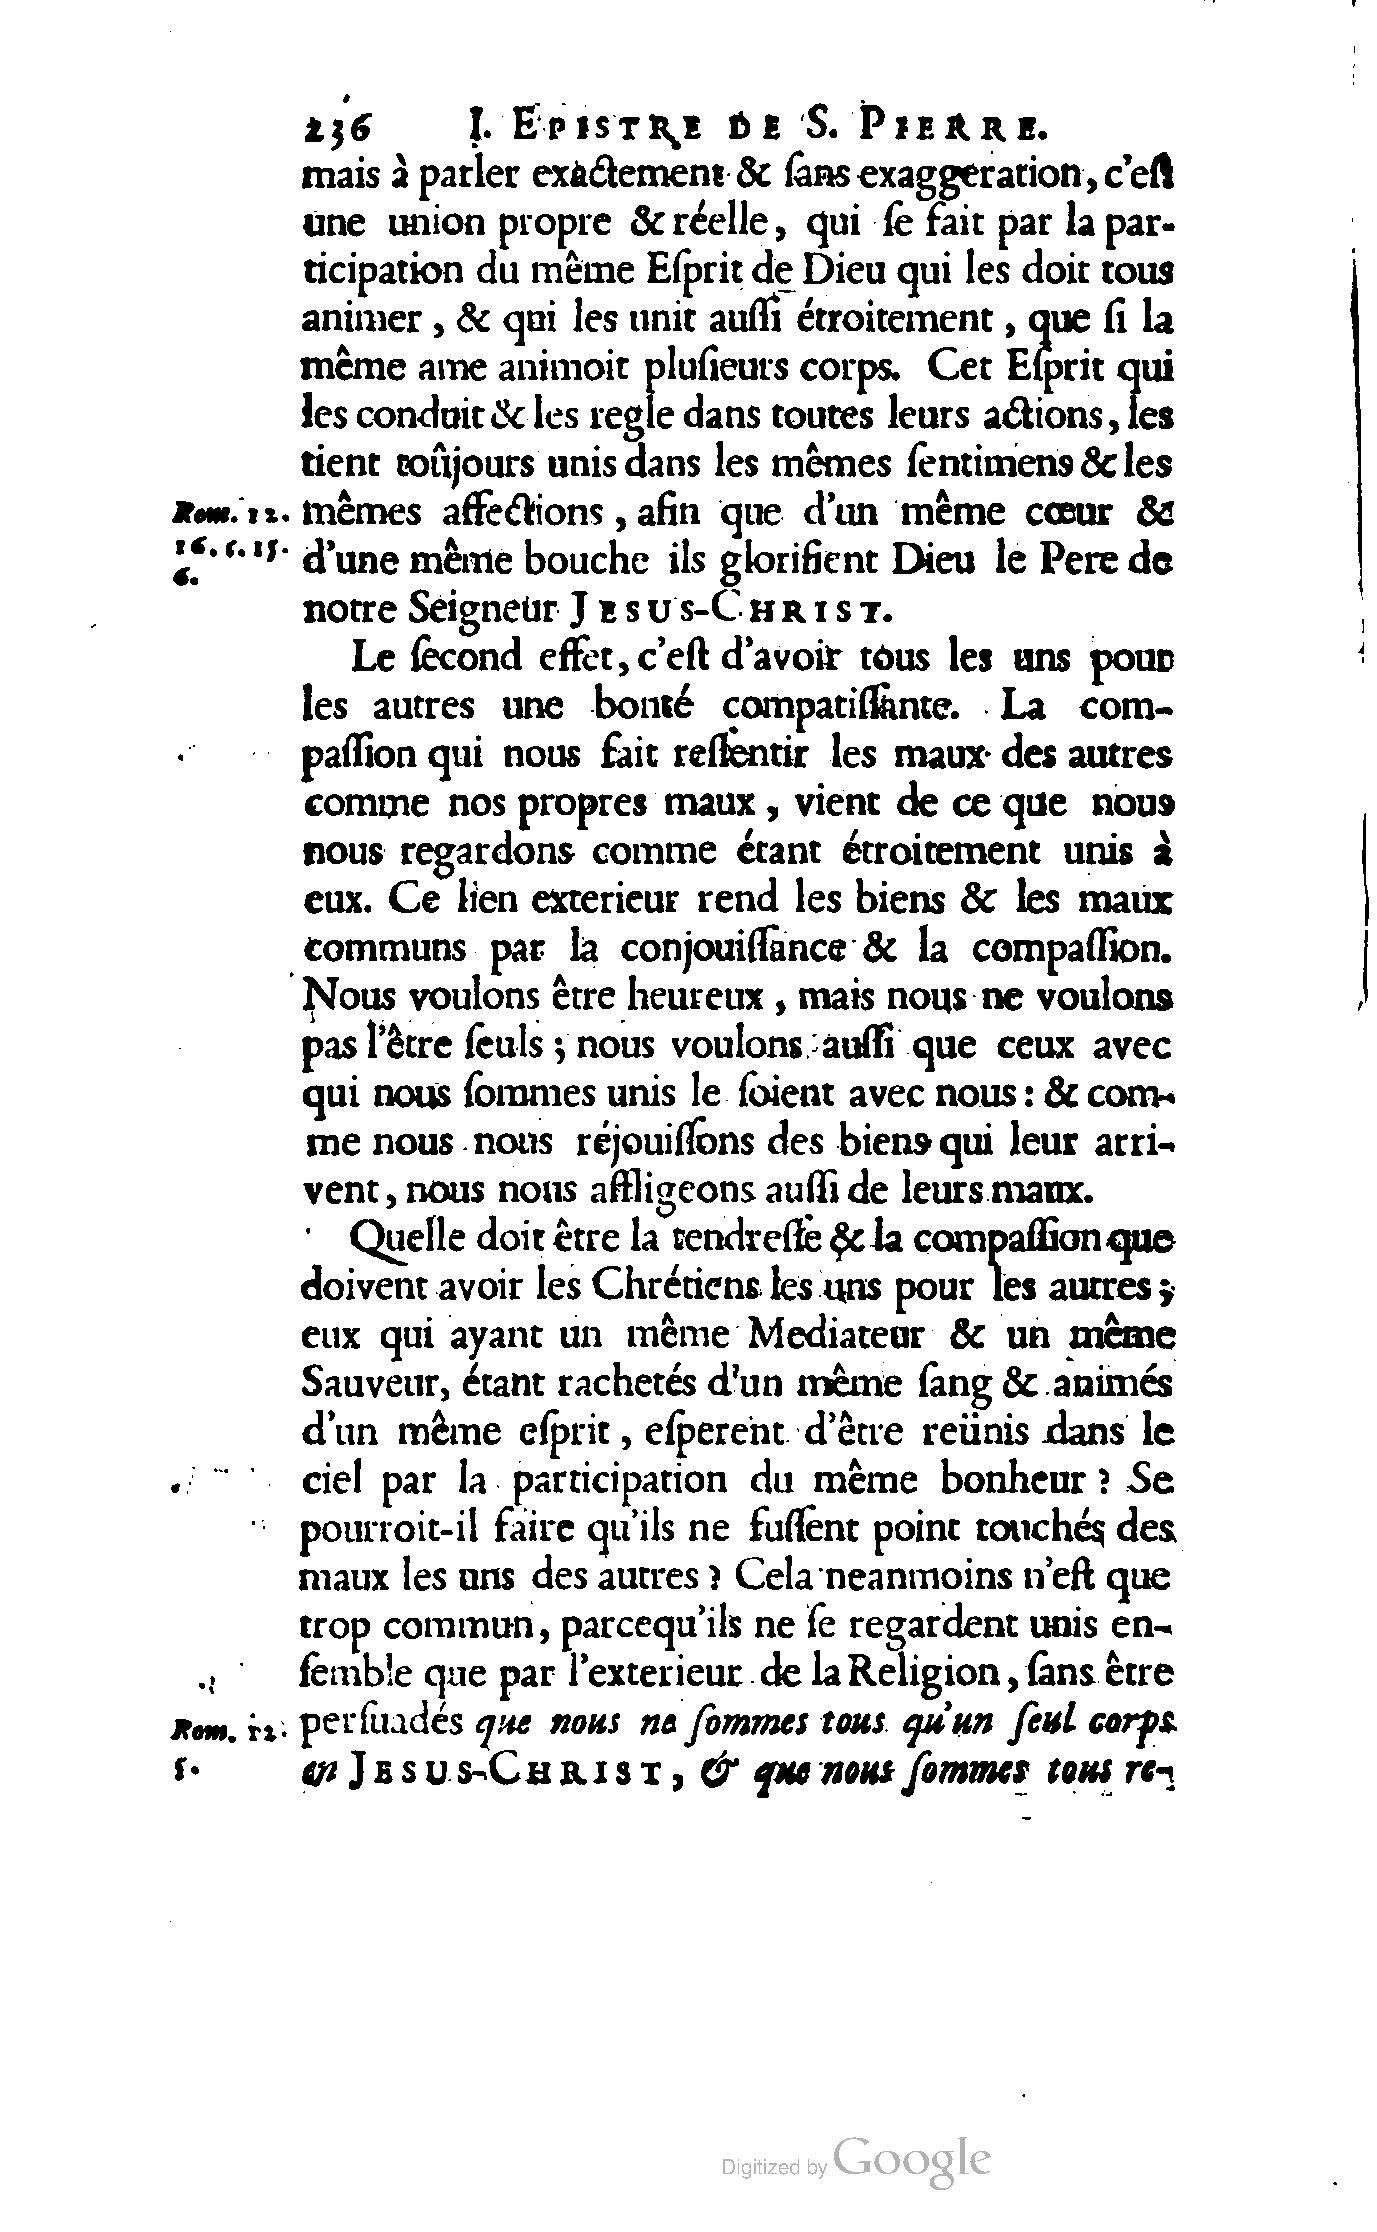 236 I. EPISTRE DE S. PIERRE.
mais à parler exactement & ſans exaggeration, c'eſt
une union propre & réelle, qui ſe fait par la par-
ticipation du même Eſprit de Dieu qui les doit tous
animer, & qui les unit auſſi étroitement, que ſi la
même ame animoit pluſieurs corps. Cet Eſprit qui
les conduit & les regle dans toutes leurs actions, les
tient toûjours unis dans les mêmes ſentimens & les
Rom. 12. mêmes affections, afin que d'un même cœur &
16. c. 15. d'une même bouche ils glorifient Dieu le Pere de
6.
notre Seigneur JESUS-CHRIST.
Le ſecond effet, c'eſt d'avoir tous les uns pour
les autres une bonté compatiſſante. La com-
paſſion qui nous fait reſſentir les maux des autres
comme nos propres maux, vient de ce que nous
nous regardons comme étant étroitement unis à
eux. Ce lien exterieur rend les biens & les maux
communs par la conjouiſſance & la compaſſion.
Nous voulons être heureux, mais nous ne voulons
pas l'être ſeuls; nous voulons auſſi que ceux avec
qui nous ſommes unis le ſoient avec nous: & com-
me nous nous réjouiſſons des biens qui leur arri-
vent, nous nous affligeons auſſi de leurs maux.
Quelle doit être la tendreſſe & la compaſſion que
doivent avoir les Chrétiens les uns pour les autres;
eux qui ayant un même Mediateur & un même
Sauveur, étant rachetés d'un même ſang & animés
d'un même eſprit, eſperent d'être reünis dans le
ciel par la participation du même bonheur? Se
pourroit-il faire qu'ils ne fuſſent point touchés des
maux les uns des autres? Cela neanmoins n'eſt que
trop commun, parcequ'ils ne ſe regardent unis en-
ſemble que par l'exterieur de la Religion, ſans être
Rom. 12. perſuadés que nous ne ſommes tous qu'un ſeul corps
5. en JESUS-CHRIST, & que nous ſommes tous re-
Digitized by Google